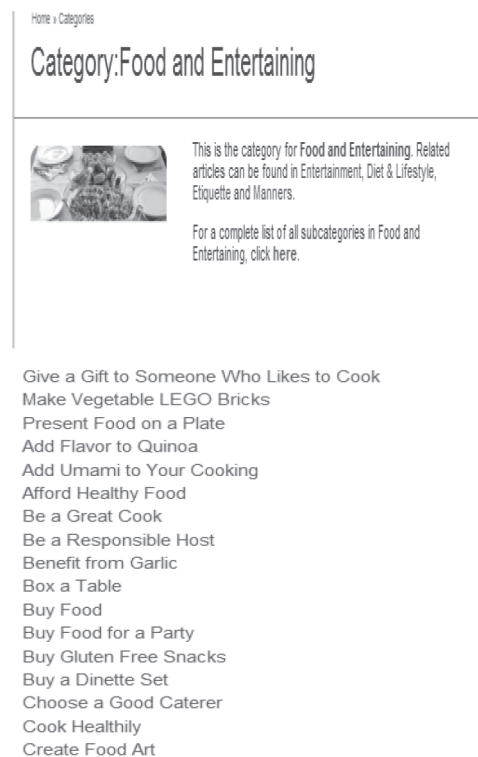 Home » Categories
Category:Food and Entertaining
This is the category for Food and Entertaining. Related
articles can be found in Entertainment, Diet & Lifestyle,
Etiquette and Manners.
For a complete list of all subcategories in Food and
Entertaining, click here.
Give a Gift to Someone Who Likes to Cook
Make Vegetable LEGO Bricks
Present Food on a Plate
Add Flavor to Quinoa
Add Umami to Your Cooking
Afford Healthy Food
Be a Great Cook
Be a Responsible Host
Benefit from Garlic
Box a Table
Buy Food
Buy Food for a Party
Buy Gluten Free Snacks
Buy a Dinette Set
Choose a Good Caterer
Cook Healthily
Create Food Art